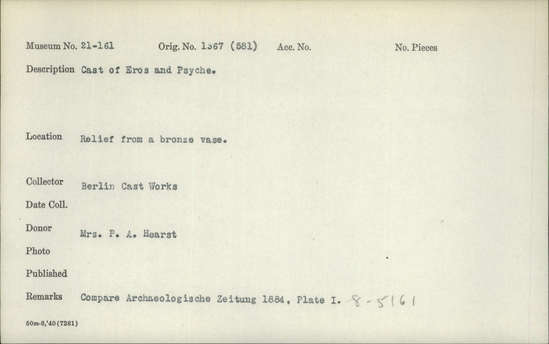 Museum No. 21-161 Orig. No. 1367 (581) Acc. No. No. Pieces
Description Cast of Eros and Psyche.
Location Relief from a bronze vase.
Collector Berlin Cast Works
Date Coll.
Donor Mrs. P. A. Hearst
Photo
Published
Remarks Compare Archaeologische Zeitung 1884, Plate I. 8-5161
50m-8,'40(7281)